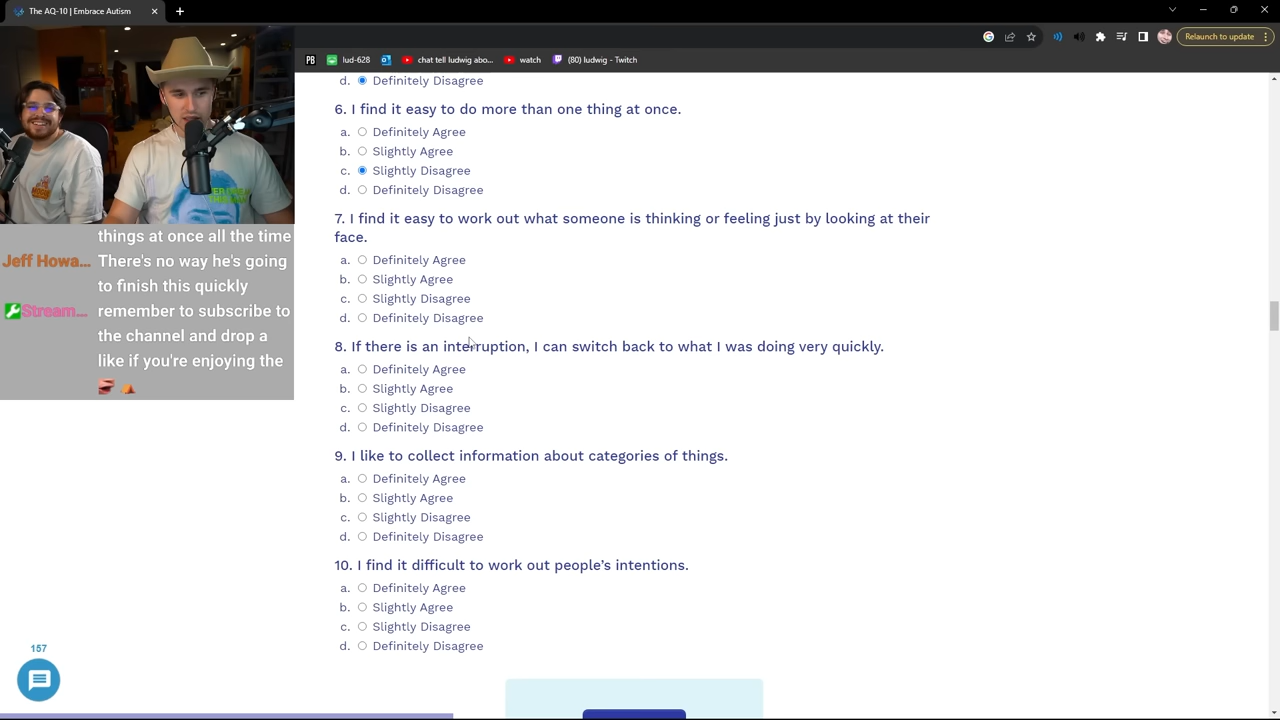 The AQ-10 | Embrace Autism
Relaunch to update
PB
lud-628
chat tell ludwig abo...
watch
(80) ludwig - Twitch
d. Definitely Disagree
6. I find it easy to do more than one thing at once.
a. Definitely Agree
b. Slightly Agree
c. Slightly Disagree
d. Definitely Disagree
7. I find it easy to work out what someone is thinking or feeling just by looking at their
face.
a. Definitely Agree
b. Slightly Agree
c. Slightly Disagree
d. Definitely Disagree
8. If there is an interruption, I can switch back to what I was doing very quickly.
a. Definitely Agree
b. Slightly Agree
c. Slightly Disagree
d. Definitely Disagree
9. I like to collect information about categories of things.
a. Definitely Agree
b. Slightly Agree
c. Slightly Disagree
d. Definitely Disagree
10. I find it difficult to work out people's intentions.
a. Definitely Agree
b. Slightly Agree
c. Slightly Disagree
d. Definitely Disagree
things at once all the time
Jeff Howa... There's no way he's going
to finish this quickly
Stream... remember to subscribe to
the channel and drop a
like if you're enjoying the
157